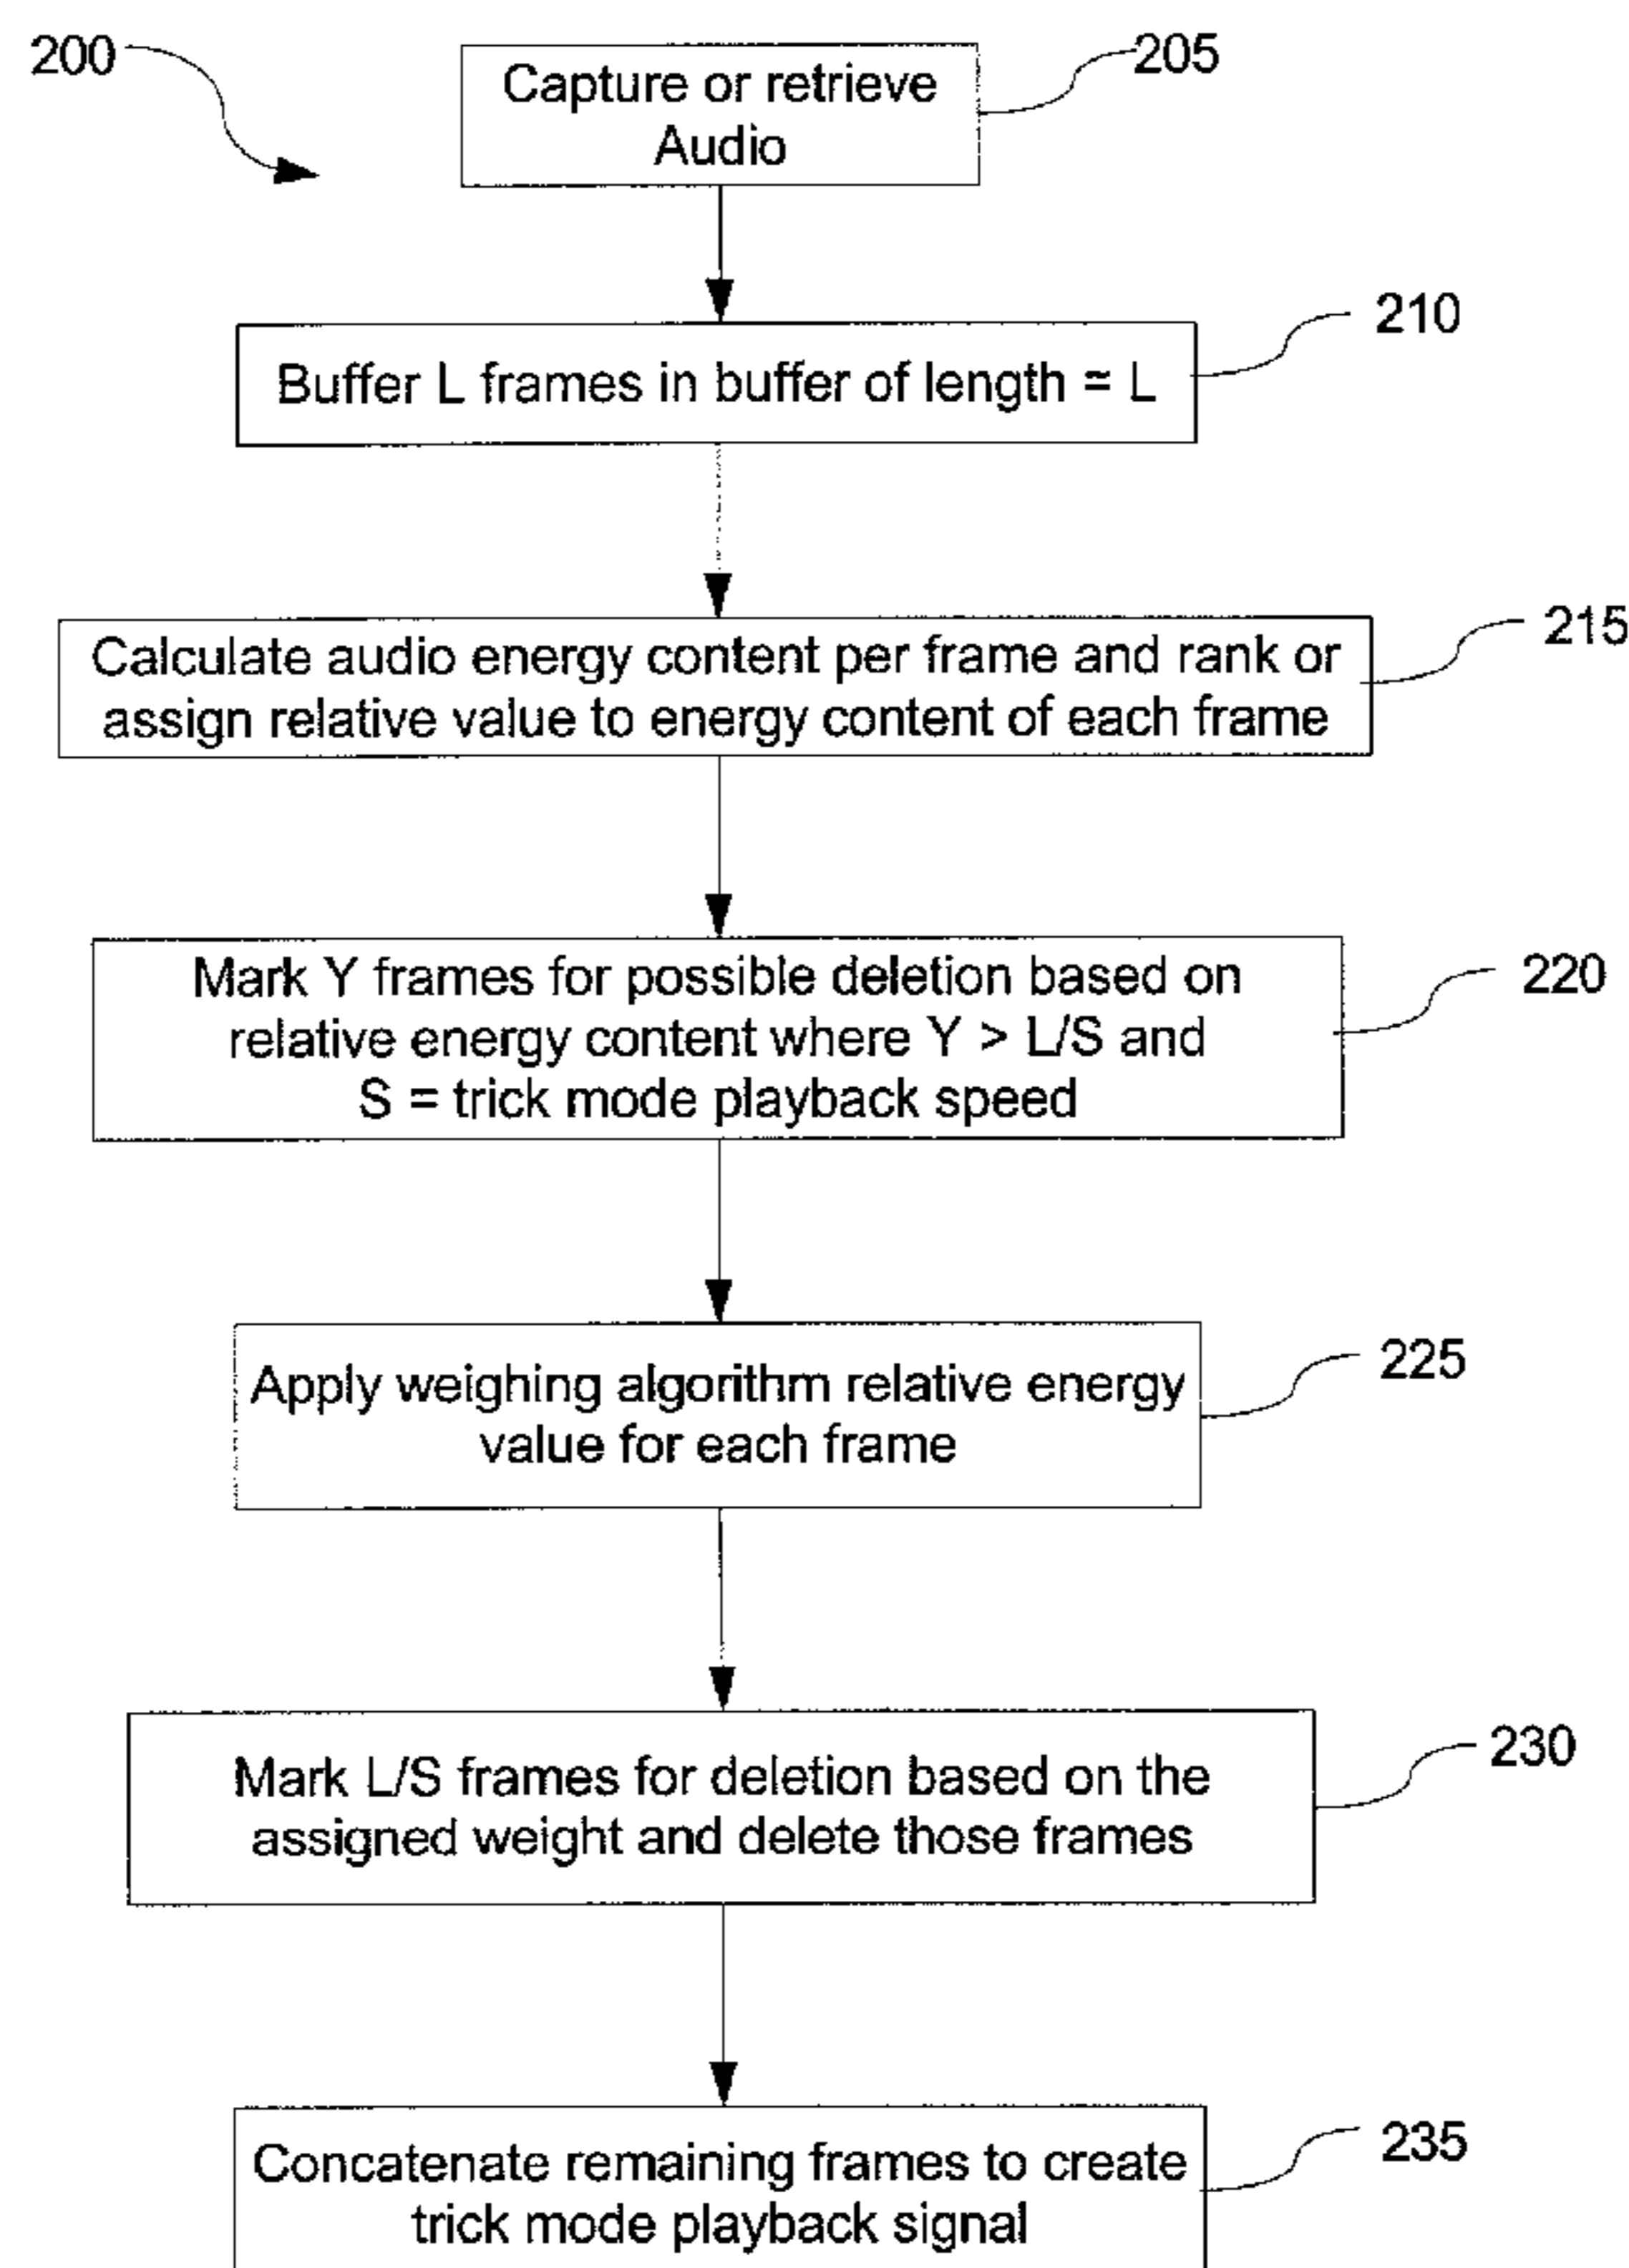 200
205
Capture or retrieve
Audio
210
Buffer L frames in buffer of length = L
215
Calculate audio energy content per frame and rank or
assign relative value to energy content of each frame
220
Mark Y frames for possible deletion based on
relative energy content where Y > L/S and
S = trick mode playback speed
225
Apply weighing algorithm relative energy
value for each frame
230
Mark L/S frames for deletion based on the
assigned weight and delete those frames
235
Concatenate remaining frames to create
trick mode playback signal